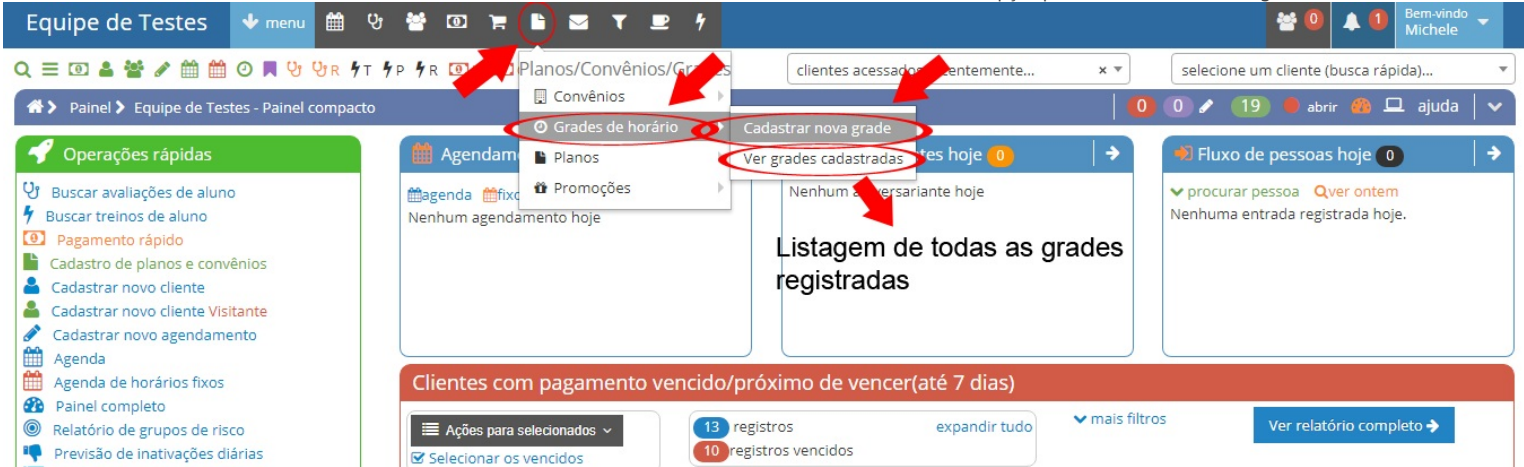 Equipe de Testes
menu
0
1
Bem-vindo
Michele
T
P
R
Planos/Convênios/Grades
clientes acessados recentemente...
selecione um cliente (busca rápida)...
Convênios
Grades de horário
Planos
Promoções
Cadastrar nova grade
Ver grades cadastradas
Painel
Equipe de Testes - Painel compacto
0
0
19
abrir
ajuda
Operações rápidas
Buscar avaliações de aluno
Buscar treinos de aluno
Pagamento rápido
Cadastro de planos e convênios
Cadastrar novo cliente
Cadastrar novo cliente Visitante
Cadastrar novo agendamento
Agenda
Agenda de horários fixos
Painel completo
Relatório de grupos de risco
Previsão de inativações diárias
agenda
Nenhum agendamento hoje
tes hoje 0
Nenhum aniversariante hoje
Listagem de todas as grades
registradas
Fluxo de pessoas hoje 0
procurar pessoa
ver ontem
Nenhuma entrada registrada hoje.
Clientes com pagamento vencido/próximo de vencer(até 7 dias)
Ações para selecionados
Selecionar os vencidos
13 registros
expandir tudo
10 registros vencidos
mais filtros
Ver relatório completo